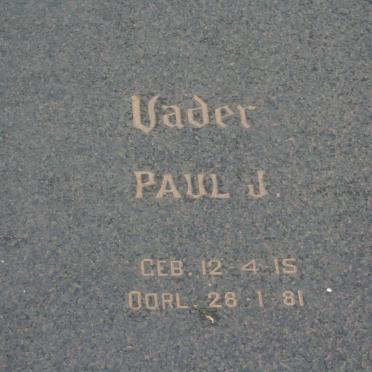 Vader
PAUL J.
GEB. 12 4 15
OORL. 28 1 81